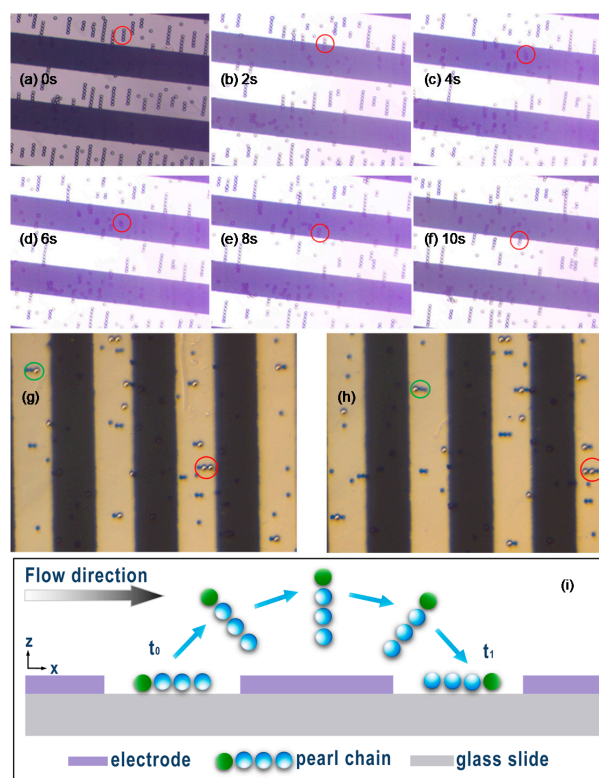 (a) 0s
(b) 2s
(c) 4s
(d) 6s
(e) 8s
(f) 10s
(g)
(h)
Flow direction
(i)
z
x
t0
t1
electrode
pearl chain
glass slide